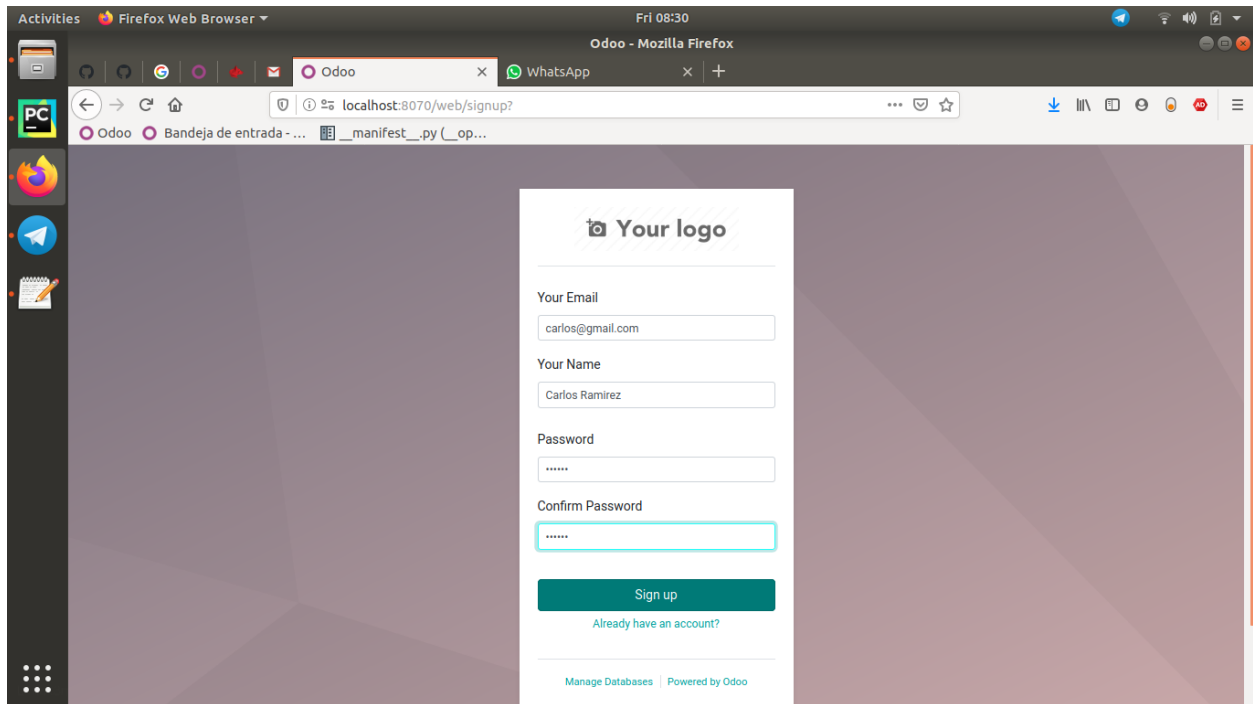 Activities Firefox Web Browser Fri 08:30
Odoo - Mozilla Firefox
Odoo WhatsApp
localhost:8070/web/signup?
Odoo Bandeja de entrada - ... __manifest__.py (__op...
PC
Your logo
Your Email
carlos@gmail.com
Your Name
Carlos Ramirez
Password
••••••
Confirm Password
••••••
Sign up
Already have an account?
Manage Databases Powered by Odoo